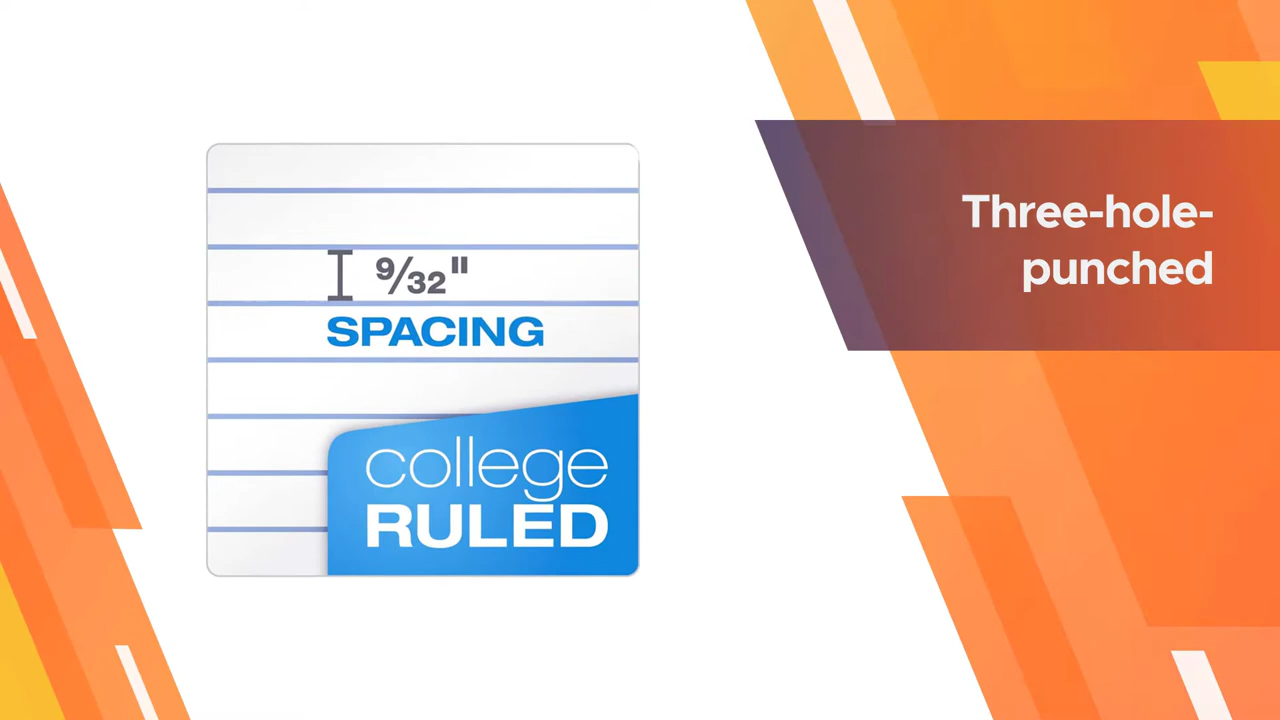 9/32"
SPACING
college
RULED
Three-hole-
punched